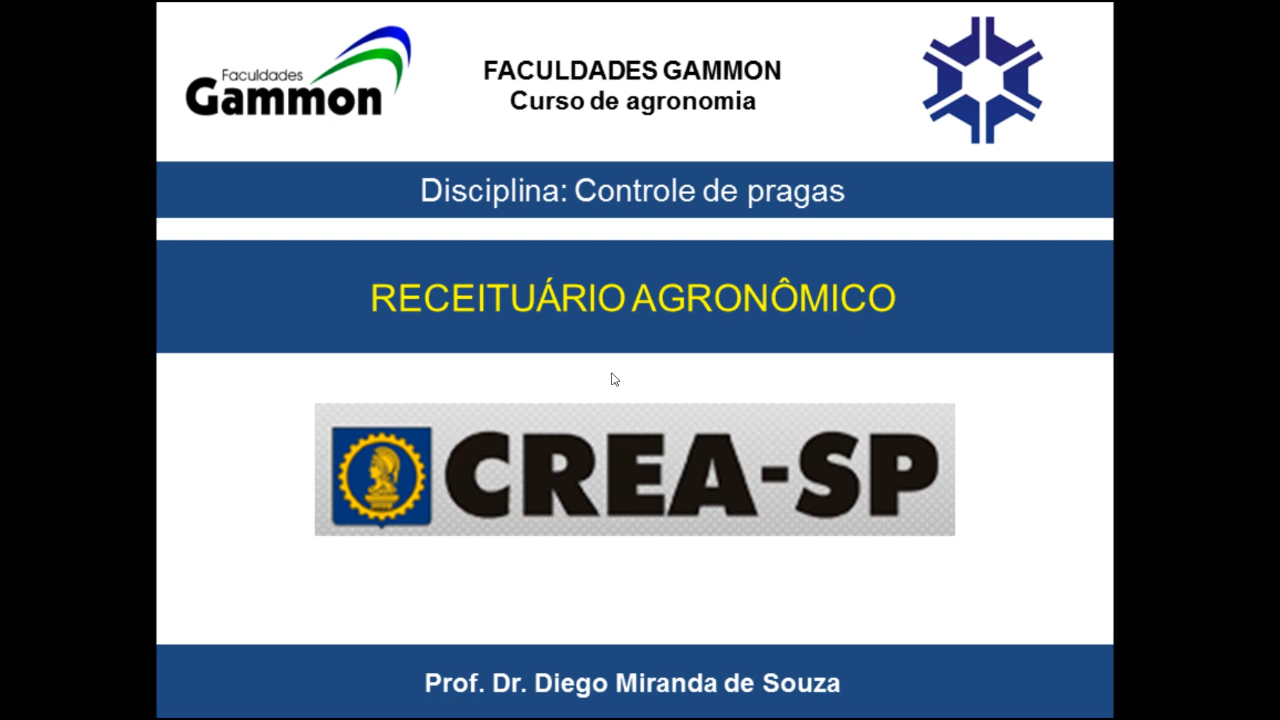 Faculdades
Gammon
FACULDADES GAMMON
Curso de agronomia
Disciplina: Controle de pragas
RECEITUÁRIO AGRONÔMICO
CREA-SP
Prof. Dr. Diego Miranda de Souza